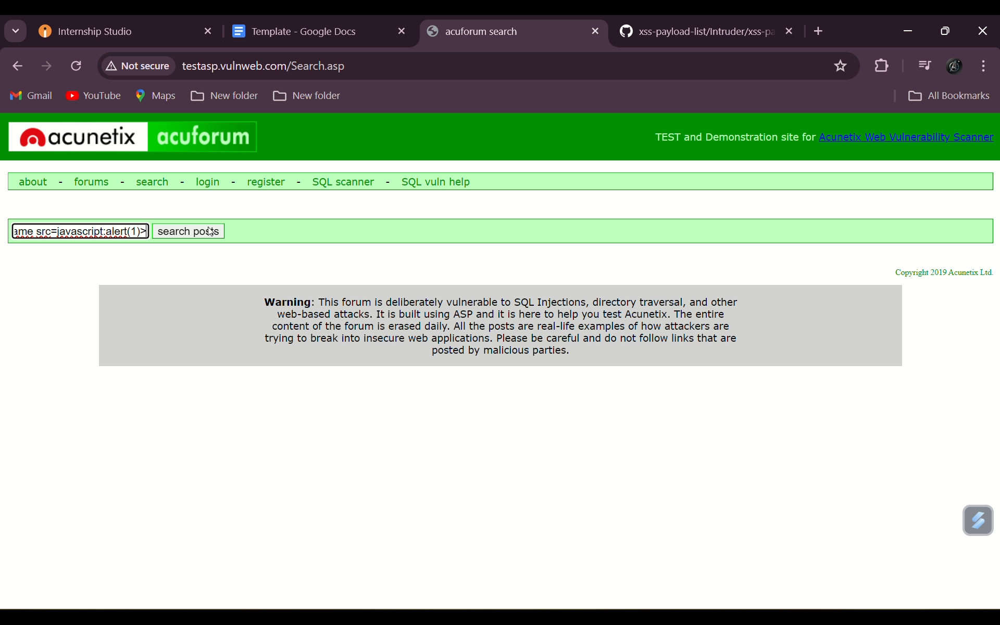 Internship Studio
Template - Google Docs
acuforum search
xss-payload-list/Intruder/xss-pa
Not secure
testasp.vulnweb.com/Search.asp
Gmail
YouTube
Maps
New folder
New folder
All Bookmarks
acunetix acuforum
TEST and Demonstration site for Acunetix Web Vulnerability Scanner
about - forums - search - login - register - SQL scanner - SQL vuln help
ame src=javascript:alert(1)>
search posts
Copyright 2019 Acunetix Ltd.
Warning: This forum is deliberately vulnerable to SQL Injections, directory traversal, and other
web-based attacks. It is built using ASP and it is here to help you test Acunetix. The entire
content of the forum is erased daily. All the posts are real-life examples of how attackers are
trying to break into insecure web applications. Please be careful and do not follow links that are
posted by malicious parties.